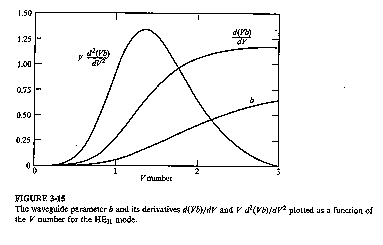 1.50
1.25
1.00
0.75
0.50
0.25
0
V d²(Vb)/dV²
d(Vb)/dV
b
0 1 2 3
V number
FIGURE 3-15
The waveguide parameter b and its derivatives d(Vb)/dV and V d²(Vb)/dV² plotted as a function of
the V number for the HE₁₁ mode.